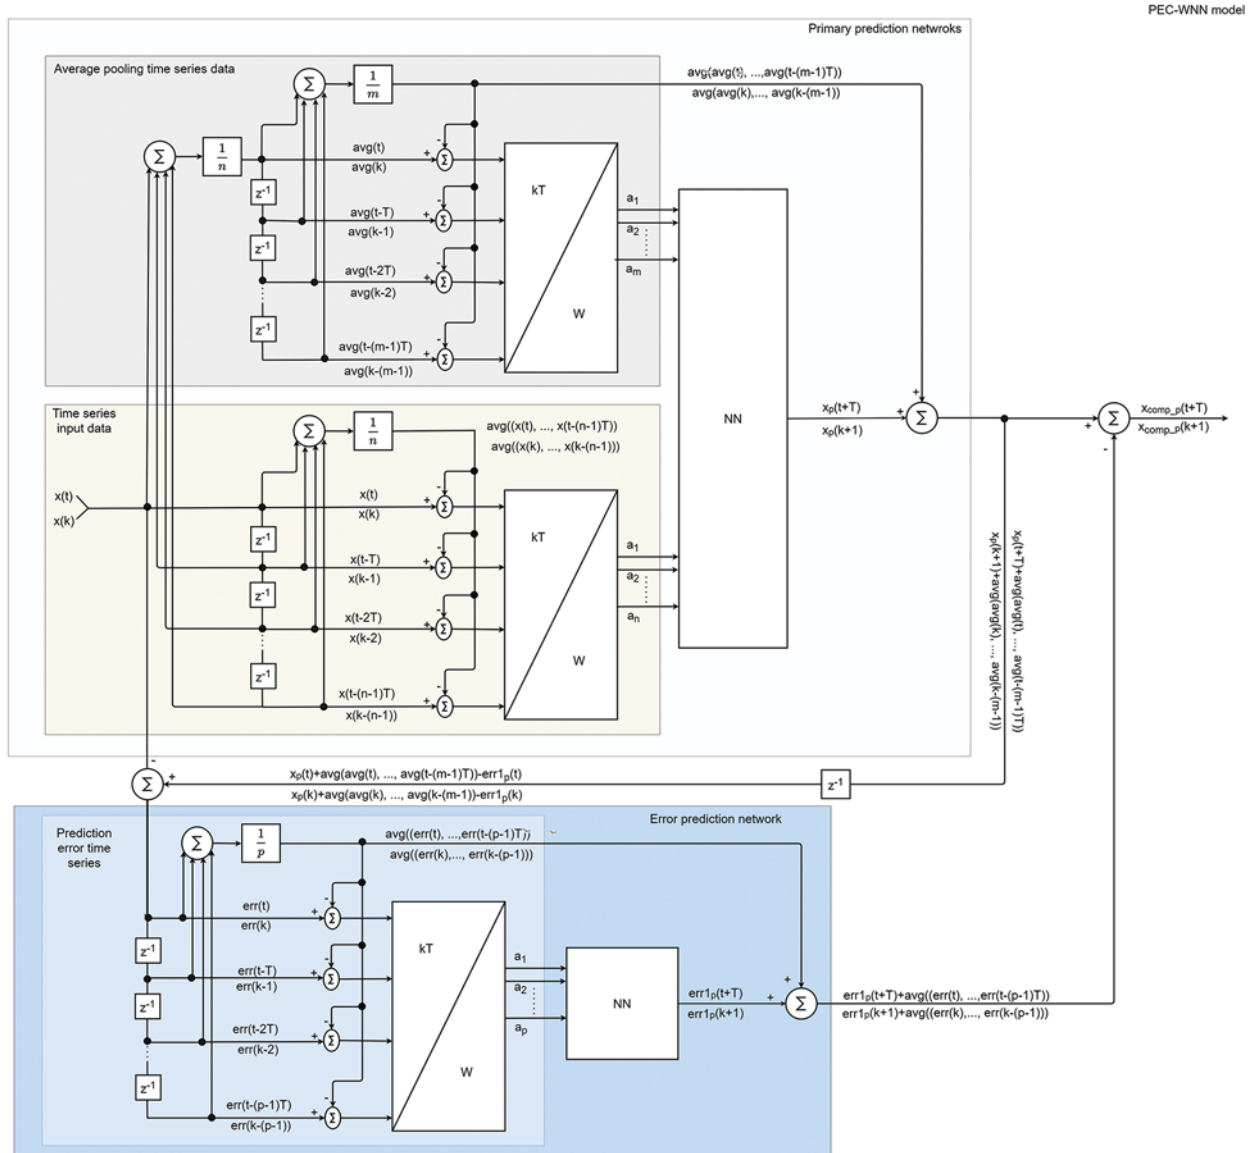 PEC-WNN model
Primary prediction netwroks
Average pooling time series data
Σ
1
m
avg(avg(t), ...,avg(t-(m-1)T))
avg(avg(k),..., avg(k-(m-1))
Σ
1
n
avg(t)
avg(k)
-
+
Σ
z-1
avg(t-T)
avg(k-1)
-
+
Σ
z-1
avg(t-2T)
avg(k-2)
-
+
Σ
z-1
avg(t-(m-1)T)
avg(k-(m-1))
-
+
Σ
kT
W
a1
a2
am
Time series
input data
Σ
1
n
avg((x(t), ..., x(t-(n-1)T))
avg((x(k), ..., x(k-(n-1)))
x(t)
x(k)
x(t)
x(k)
-
+
Σ
z-1
x(t-T)
x(k-1)
-
+
Σ
z-1
x(t-2T)
x(k-2)
-
+
Σ
z-1
x(t-(n-1)T)
x(k-(n-1))
-
+
Σ
kT
W
a1
a2
an
NN
xp(t+T)
xp(k+1)
+
+
Σ
+
-
Σ
xcomp_p(t+T)
xcomp_p(k+1)
xp(t+T)+avg(avg(t), ..., avg(t-(m-1)T))
xp(k+1)+avg(avg(k), ..., avg(k-(m-1)))
z-1
-
+
Σ
xp(t)+avg(avg(t), ..., avg(t-(m-1)T))-err1p(t)
xp(k)+avg(avg(k), ..., avg(k-(m-1))-err1p(k)
Error prediction network
Prediction
error time
series
Σ
1
p
avg((err(t), ...,err(t-(p-1)T))
avg((err(k),..., err(k-(p-1)))
err(t)
err(k)
-
+
Σ
z-1
err(t-T)
err(k-1)
-
+
Σ
z-1
err(t-2T)
err(k-2)
-
+
Σ
z-1
err(t-(p-1)T)
err(k-(p-1))
-
+
Σ
kT
W
a1
a2
ap
NN
err1p(t+T)
err1p(k+1)
+
+
Σ
err1p(t+T)+avg((err(t), ...,err(t-(p-1)T))
err1p(k+1)+avg((err(k),..., err(k-(p-1)))